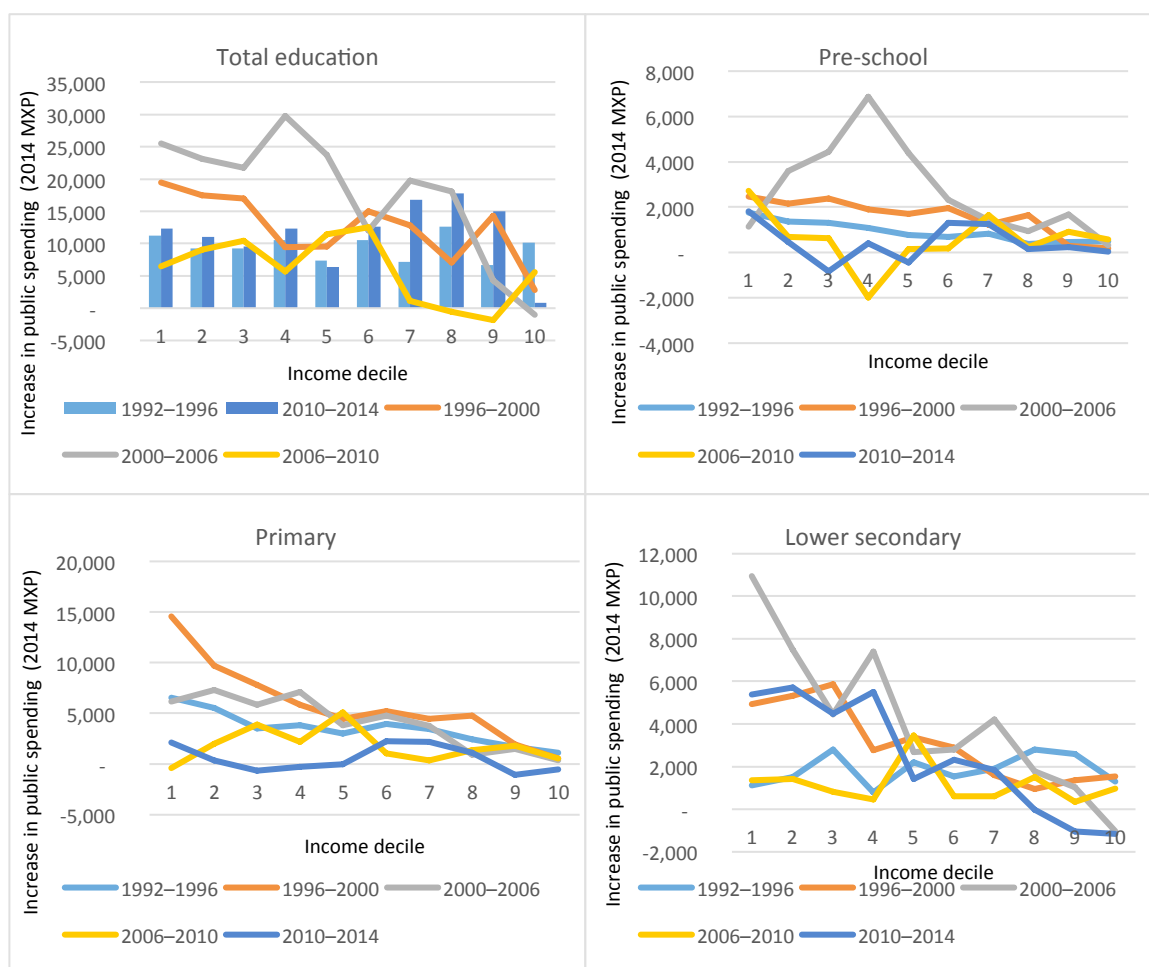 Total education
Increase in public spending (2014 MXP)
35,000
30,000
25,000
20,000
15,000
10,000
5,000
-
-5,000
1 2 3 4 5 6 7 8 9 10
Income decile
1992–1996 2010–2014 1996–2000
2000–2006 2006–2010
Pre-school
Increase in public spending (2014 MXP)
8,000
6,000
4,000
2,000
-
-2,000
-4,000
1 2 3 4 5 6 7 8 9 10
Income decile
1992–1996 1996–2000 2000–2006
2006–2010 2010–2014
Primary
Increase in public spending (2014 MXP)
20,000
15,000
10,000
5,000
-
-5,000
1 2 3 4 5 6 7 8 9 10
Income decile
1992–1996 1996–2000 2000–2006
2006–2010 2010–2014
Lower secondary
Increase in public spending (2014 MXP)
12,000
10,000
8,000
6,000
4,000
2,000
-
-2,000
1 2 3 4 5 6 7 8 9 10
Income decile
1992–1996 1996–2000 2000–2006
2006–2010 2010–2014